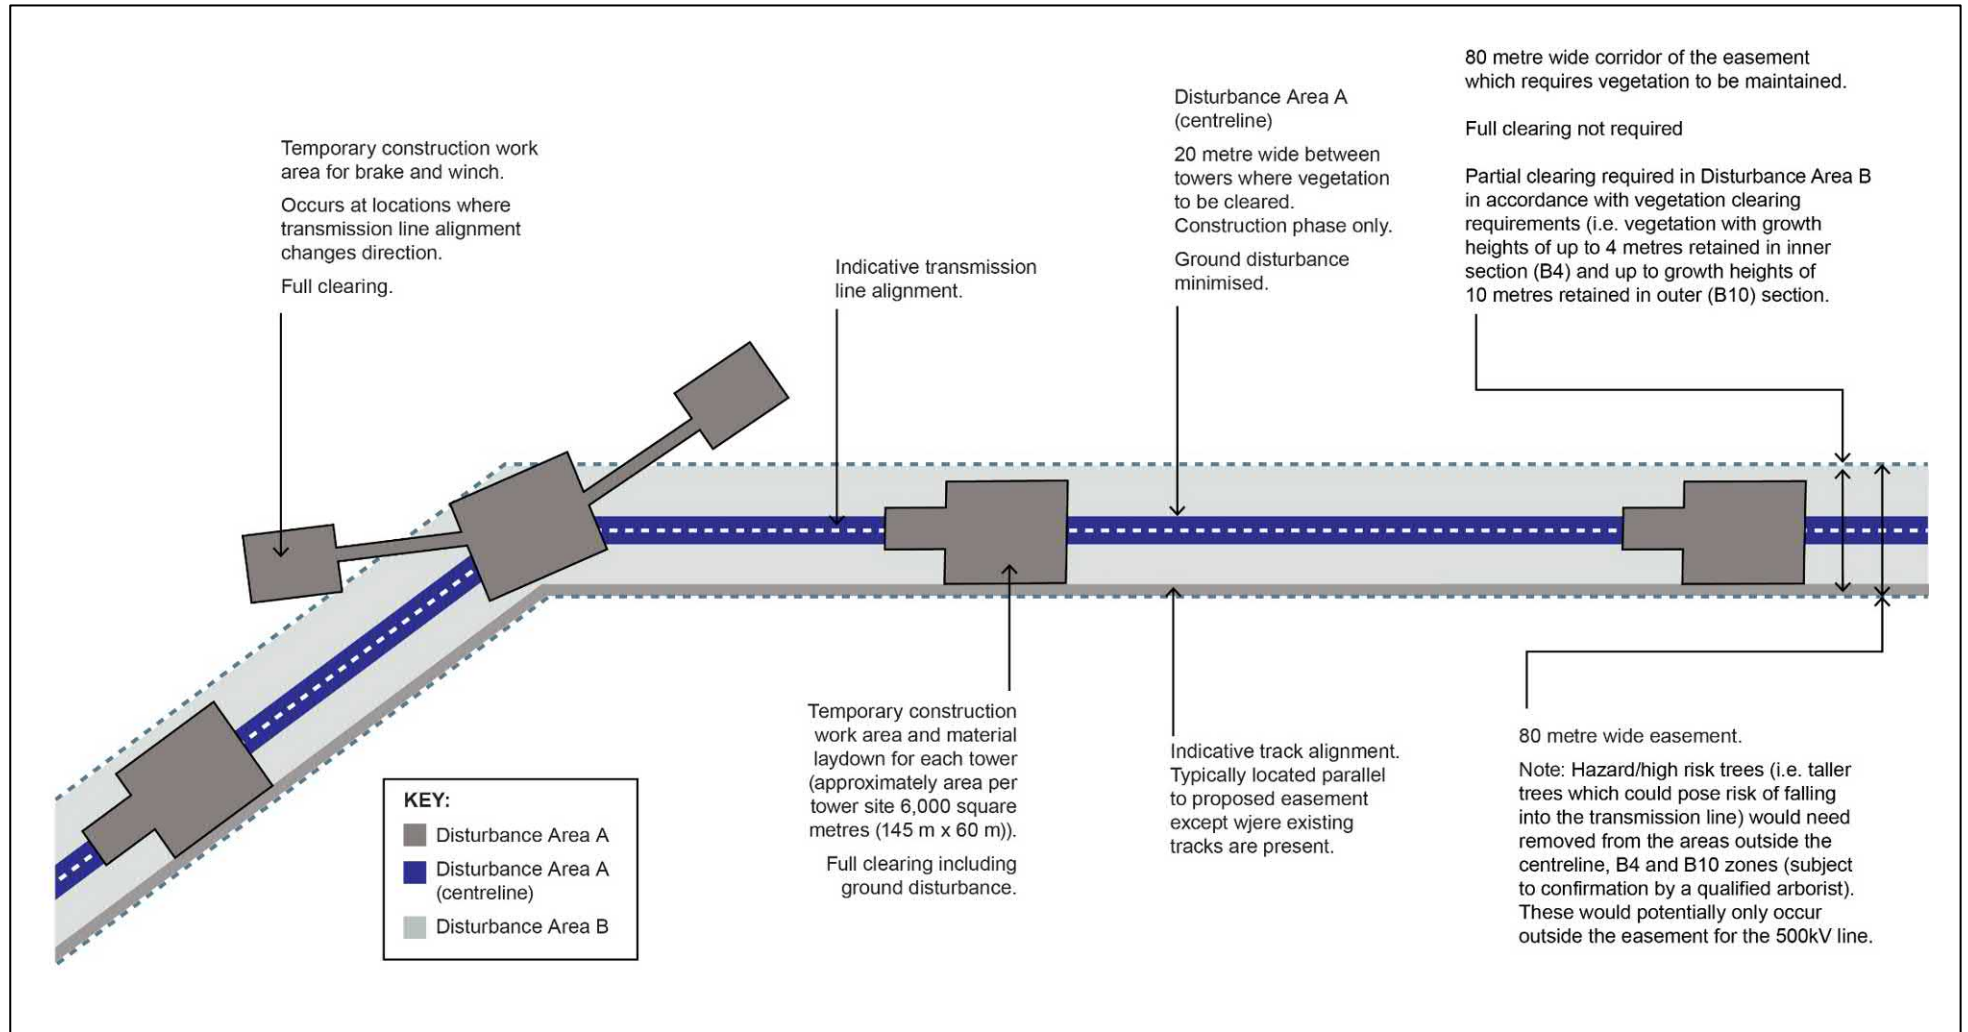 Temporary construction work
area for brake and winch.
Occurs at locations where
transmission line alignment
changes direction.
Full clearing.
Indicative transmission
line alignment.
Disturbance Area A
(centreline)
20 metre wide between
towers where vegetation
to be cleared.
Construction phase only.
Ground disturbance
minimised.
80 metre wide corridor of the easement
which requires vegetation to be maintained.
Full clearing not required
Partial clearing required in Disturbance Area B
in accordance with vegetation clearing
requirements (i.e. vegetation with growth
heights of up to 4 metres retained in inner
section (B4) and up to growth heights of
10 metres retained in outer (B10) section.
KEY:
Disturbance Area A
Disturbance Area A
(centreline)
Disturbance Area B
Temporary construction
work area and material
laydown for each tower
(approximately area per
tower site 6,000 square
metres (145 m x 60 m)).
Full clearing including
ground disturbance.
Indicative track alignment.
Typically located parallel
to proposed easement
except wjere existing
tracks are present.
80 metre wide easement.
Note: Hazard/high risk trees (i.e. taller
trees which could pose risk of falling
into the transmission line) would need
removed from the areas outside the
centreline, B4 and B10 zones (subject
to confirmation by a qualified arborist).
These would potentially only occur
outside the easement for the 500kV line.